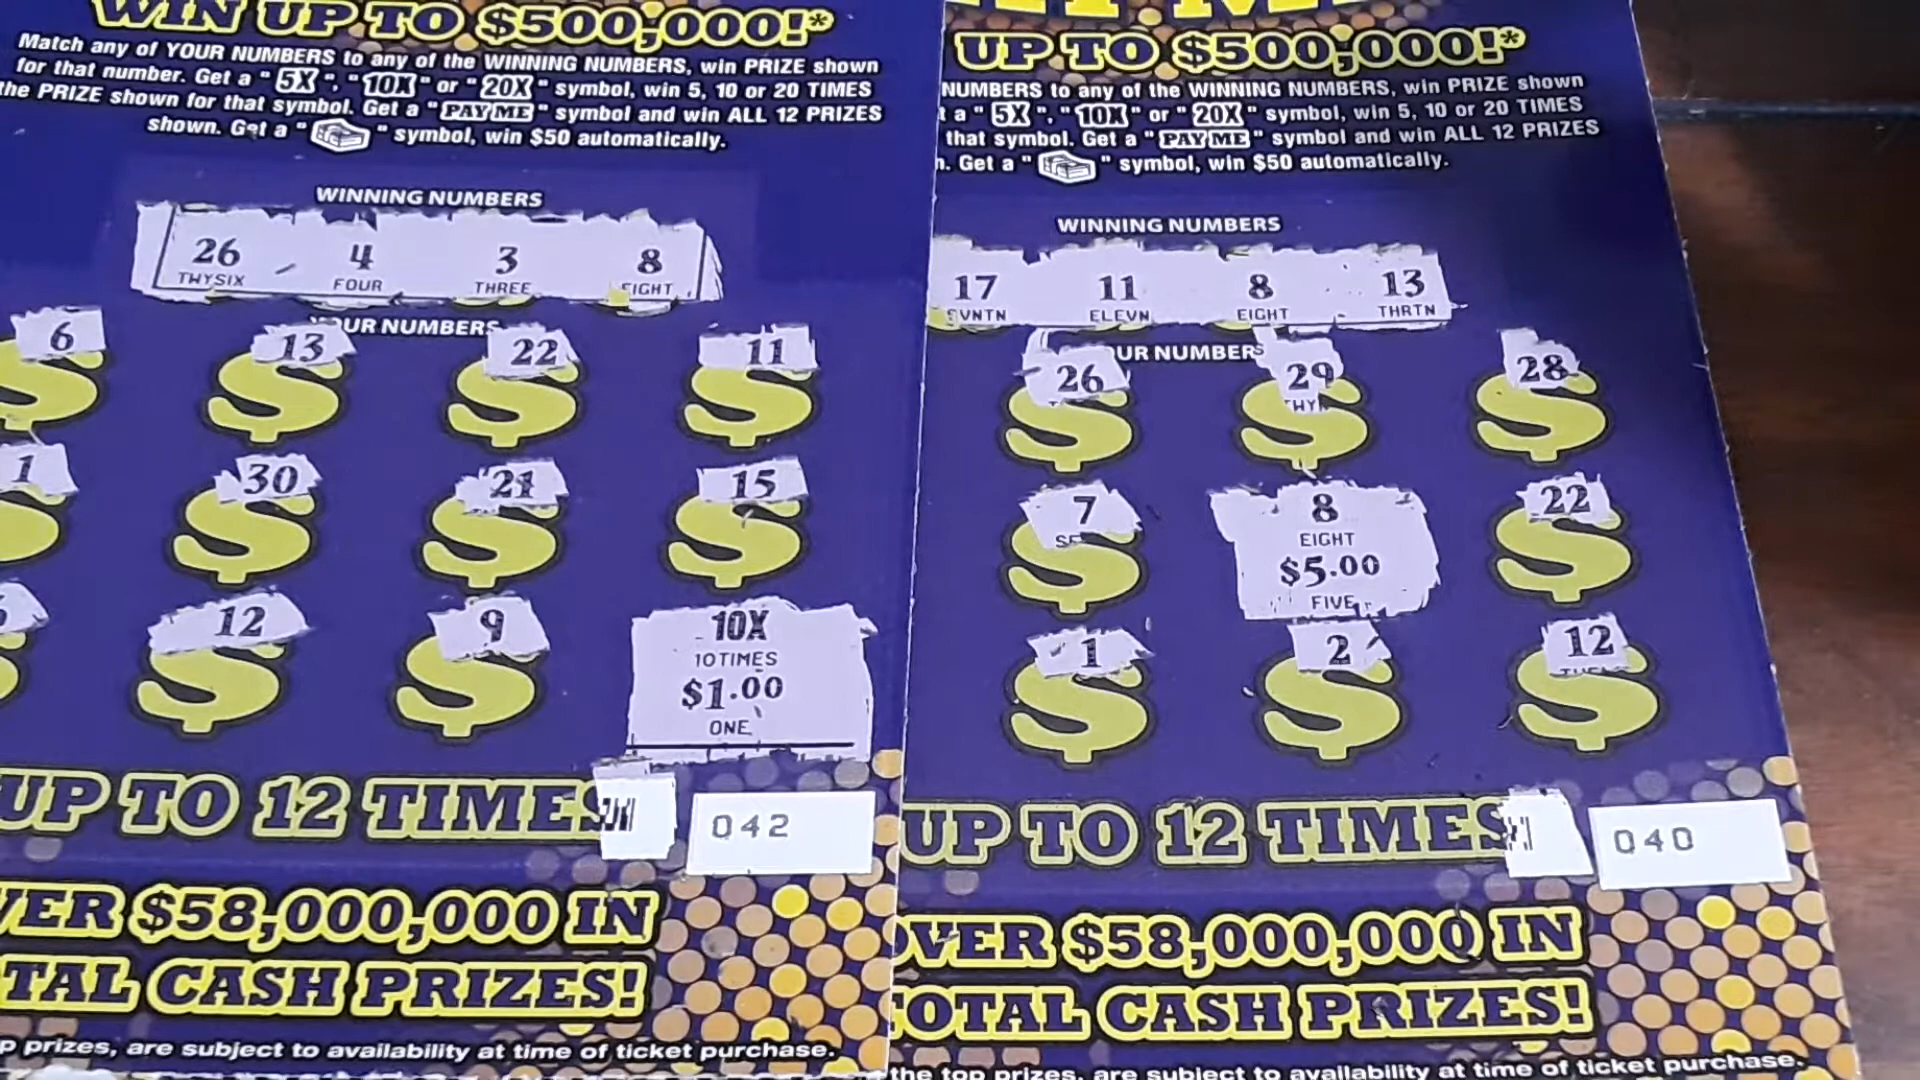 WIN UP TO $500,000!*
Match any of YOUR NUMBERS to any of the WINNING NUMBERS, win PRIZE shown
for that number. Get a "5X", "10X" or "20X" symbol, win 5, 10 or 20 TIMES
the PRIZE shown for that symbol. Get a "PAY ME" symbol and win ALL 12 PRIZES
shown. Get a " " symbol, win $50 automatically.
WINNING NUMBERS
26 4 3 8
TWYSIX FOUR THREE EIGHT
YOUR NUMBERS
6 13 22 11
1 30 21 15
12 9 10X
10TIMES
$1.00
ONE
UP TO 12 TIMES
042
$58,000,000 IN
CASH PRIZES!
prizes, are subject to availability at time of ticket purchase.
UP TO $500,000!*
NUMBERS to any of the WINNING NUMBERS, win PRIZE shown
a "5X", "10X" or "20X" symbol, win 5, 10 or 20 TIMES
that symbol. Get a "PAY ME" symbol and win ALL 12 PRIZES
. Get a " " symbol, win $50 automatically.
WINNING NUMBERS
17 11 8 13
SVNTN ELEVN EIGHT THRTN
YOUR NUMBERS
26 29 28
7 8 22
EIGHT
$5.00
FIVE
1 2 12
UP TO 12 TIMES
040
OVER $58,000,000 IN
TOTAL CASH PRIZES!
the top prizes, are subject to availability at time of ticket purchase.